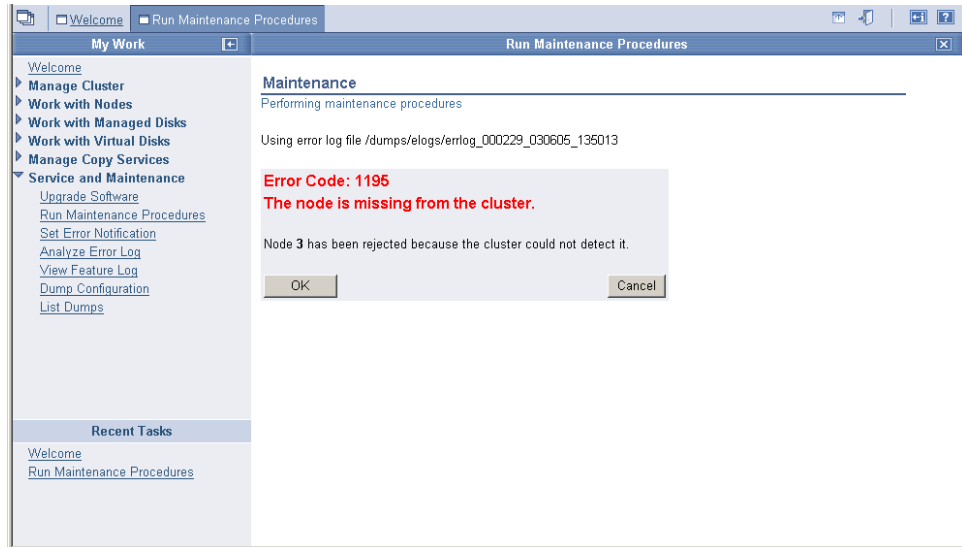 Welcome
Run Maintenance Procedures
My Work
Run Maintenance Procedures
Welcome
Manage Cluster
Work with Nodes
Work with Managed Disks
Work with Virtual Disks
Manage Copy Services
Service and Maintenance
Upgrade Software
Run Maintenance Procedures
Set Error Notification
Analyze Error Log
View Feature Log
Dump Configuration
List Dumps
Recent Tasks
Welcome
Run Maintenance Procedures
Maintenance
Performing maintenance procedures
Using error log file /dumps/elogs/errlog_000229_030605_135013
Error Code: 1195
The node is missing from the cluster.
Node 3 has been rejected because the cluster could not detect it.
OK
Cancel